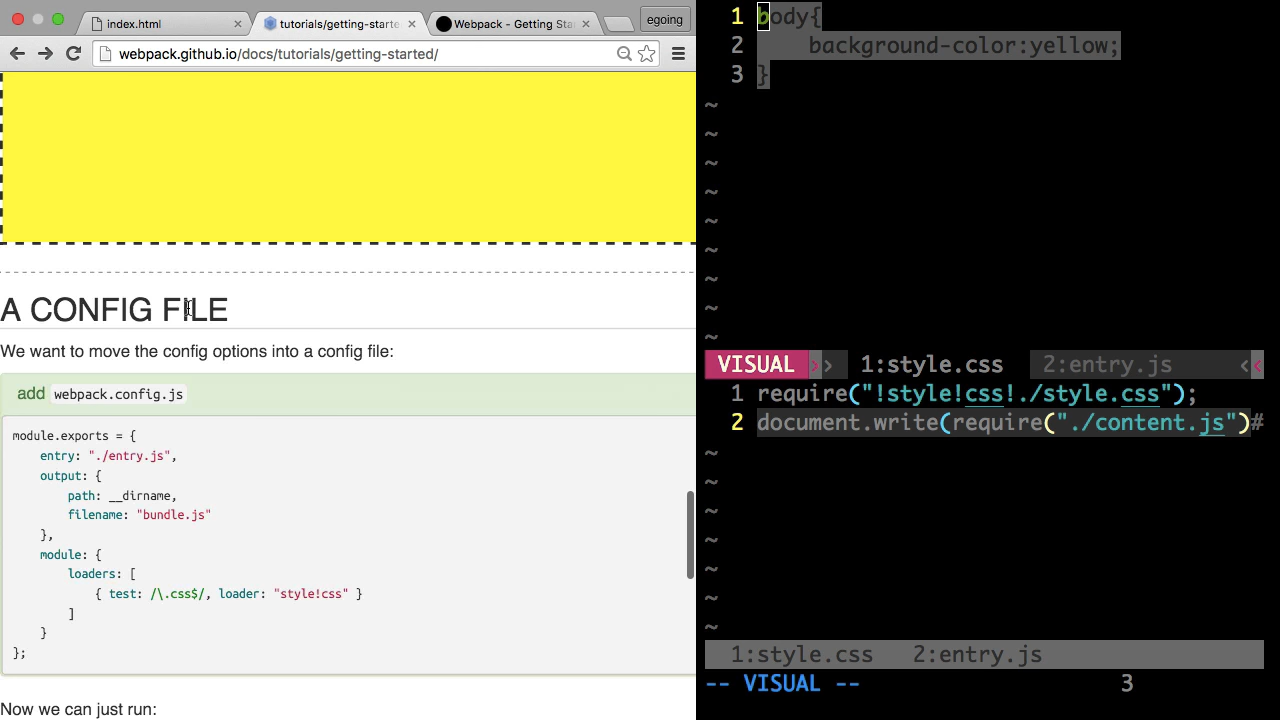 index.html
tutorials/getting-starte
Webpack - Getting Sta
egoing
webpack.github.io/docs/tutorials/getting-started/
A CONFIG FILE
We want to move the config options into a config file:
add webpack.config.js
module.exports = {
entry: "./entry.js",
output: {
path: __dirname,
filename: "bundle.js"
},
module: {
loaders: [
{ test: /\.css$/, loader: "style!css" }
]
}
};
Now we can just run:
1 body{
2 background-color:yellow;
3 }
~
~
~
~
~
~
~
~
~
VISUAL 1:style.css 2:entry.js
1 require("!style!css!./style.css");
2 document.write(require("./content.js")#
~
~
~
~
~
~
~
1:style.css 2:entry.js
-- VISUAL -- 3